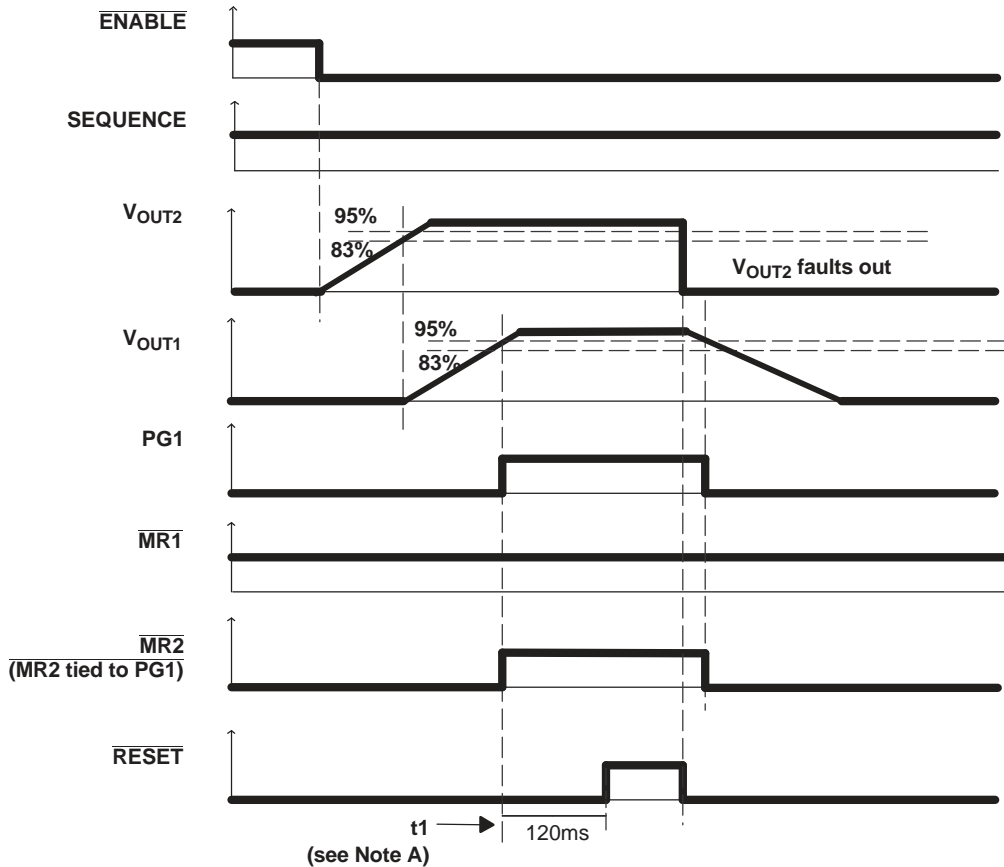 ENABLE
SEQUENCE
VOUT2
95%
83%
VOUT2 faults out
VOUT1
95%
83%
PG1
MR1
MR2
(MR2 tied to PG1)
RESET
t1
120ms
(see Note A)